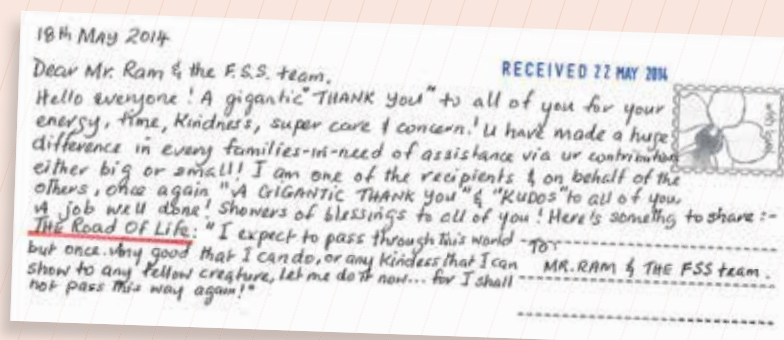 18th MAY 2014
RECEIVED 22 MAY 2014
Dear Mr. Ram & the F.S.S. team.
Hello everyone! A gigantic "THANK YOU" to all of you for your
energy, time, kindness, super care & concern! U have made a huge
difference in every families-in-need of assistance via ur contribution
either big or small! I am one of the recipients & on behalf of the
others, once again "A GIGANTIC THANK YOU" & "KUDOS" to all of you.
A job well done! Showers of blessings to all of you! Here's somethg to share:-
THE Road Of Life: "I expect to pass through this world
but once. Any good that I can do, or any kindess that I can
show to any fellow creature, let me do it now... for I shall
not pass this way again!"
TO:
MR. RAM & THE FSS team.